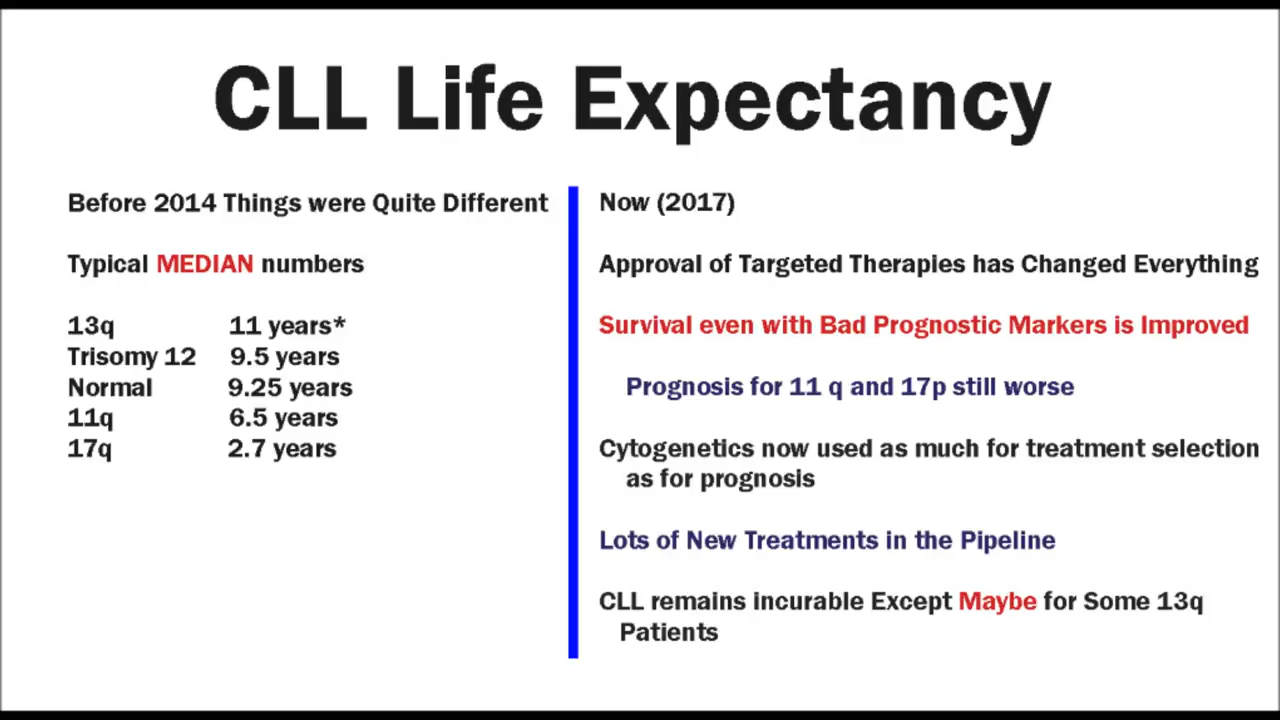 CLL Life Expectancy
Before 2014 Things were Quite Different
Typical MEDIAN numbers
13q 11 years*
Trisomy 12 9.5 years
Normal 9.25 years
11q 6.5 years
17q 2.7 years
Now (2017)
Approval of Targeted Therapies has Changed Everything
Survival even with Bad Prognostic Markers is Improved
Prognosis for 11 q and 17p still worse
Cytogenetics now used as much for treatment selection
as for prognosis
Lots of New Treatments in the Pipeline
CLL remains incurable Except Maybe for Some 13q
Patients